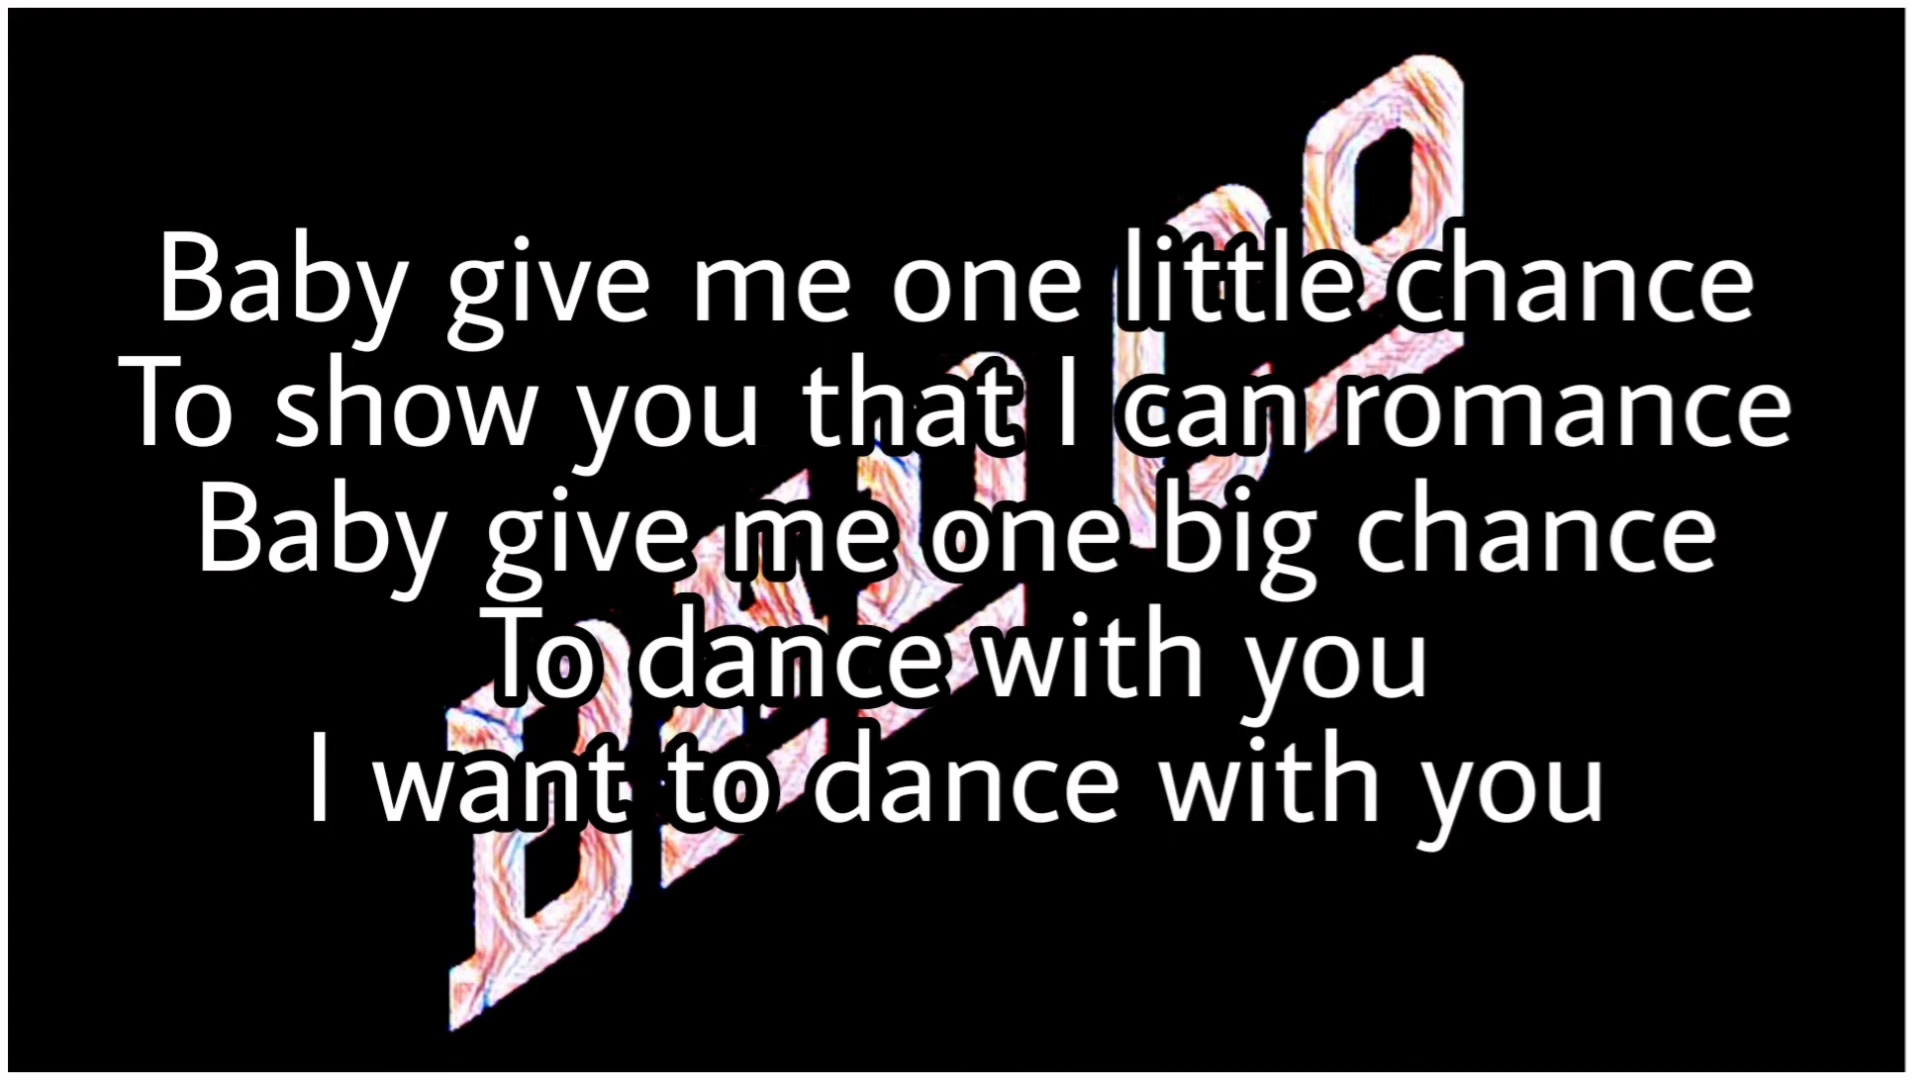 Baby give me one little chance
To show you that I can romance
Baby give me one big chance
To dance with you
I want to dance with you